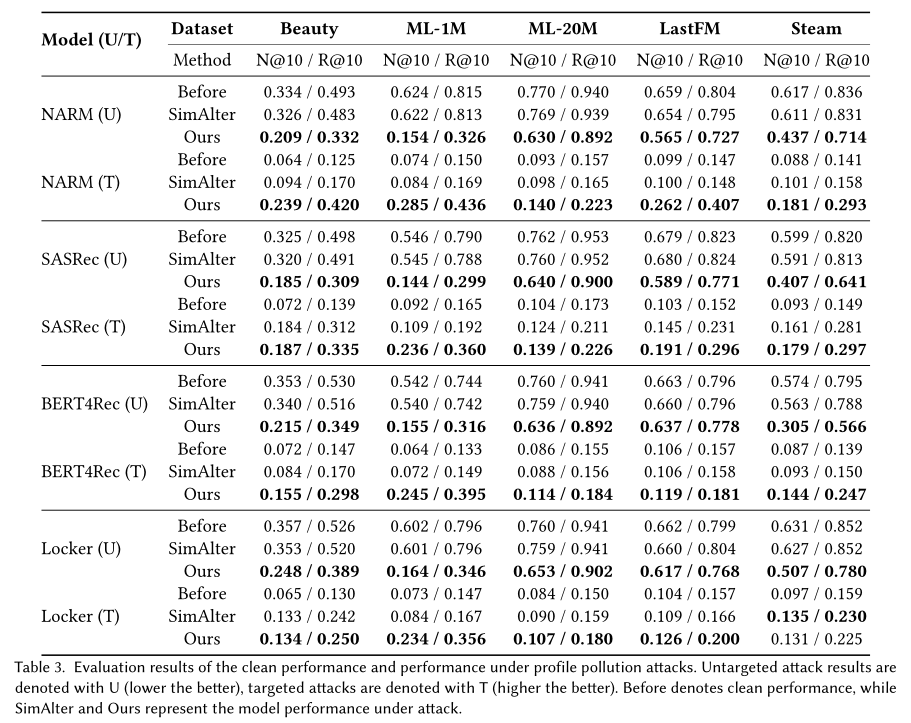 Model (U/T) Dataset Beauty ML-1M ML-20M LastFM Steam
Method N@10 / R@10 N@10 / R@10 N@10 / R@10 N@10 / R@10 N@10 / R@10
Before 0.334 / 0.493 0.624 / 0.815 0.770 / 0.940 0.659 / 0.804 0.617 / 0.836
NARM (U) SimAlter 0.326 / 0.483 0.622 / 0.813 0.769 / 0.939 0.654 / 0.795 0.611 / 0.831
Ours 0.209 / 0.332 0.154 / 0.326 0.630 / 0.892 0.565 / 0.727 0.437 / 0.714
Before 0.064 / 0.125 0.074 / 0.150 0.093 / 0.157 0.099 / 0.147 0.088 / 0.141
NARM (T) SimAlter 0.094 / 0.170 0.084 / 0.169 0.098 / 0.165 0.100 / 0.148 0.101 / 0.158
Ours 0.239 / 0.420 0.285 / 0.436 0.140 / 0.223 0.262 / 0.407 0.181 / 0.293
Before 0.325 / 0.498 0.546 / 0.790 0.762 / 0.953 0.679 / 0.823 0.599 / 0.820
SASRec (U) SimAlter 0.320 / 0.491 0.545 / 0.788 0.760 / 0.952 0.680 / 0.824 0.591 / 0.813
Ours 0.185 / 0.309 0.144 / 0.299 0.640 / 0.900 0.589 / 0.771 0.407 / 0.641
Before 0.072 / 0.139 0.092 / 0.165 0.104 / 0.173 0.103 / 0.152 0.093 / 0.149
SASRec (T) SimAlter 0.184 / 0.312 0.109 / 0.192 0.124 / 0.211 0.145 / 0.231 0.161 / 0.281
Ours 0.187 / 0.335 0.236 / 0.360 0.139 / 0.226 0.191 / 0.296 0.179 / 0.297
Before 0.353 / 0.530 0.542 / 0.744 0.760 / 0.941 0.663 / 0.796 0.574 / 0.795
BERT4Rec (U) SimAlter 0.340 / 0.516 0.540 / 0.742 0.759 / 0.940 0.660 / 0.796 0.563 / 0.788
Ours 0.215 / 0.349 0.155 / 0.316 0.636 / 0.892 0.637 / 0.778 0.305 / 0.566
Before 0.072 / 0.147 0.064 / 0.133 0.086 / 0.155 0.106 / 0.157 0.087 / 0.139
BERT4Rec (T) SimAlter 0.084 / 0.170 0.072 / 0.149 0.088 / 0.156 0.106 / 0.158 0.093 / 0.150
Ours 0.155 / 0.298 0.245 / 0.395 0.114 / 0.184 0.119 / 0.181 0.144 / 0.247
Before 0.357 / 0.526 0.602 / 0.796 0.760 / 0.941 0.662 / 0.799 0.631 / 0.852
Locker (U) SimAlter 0.353 / 0.520 0.601 / 0.796 0.759 / 0.941 0.660 / 0.804 0.627 / 0.852
Ours 0.248 / 0.389 0.164 / 0.346 0.653 / 0.902 0.617 / 0.768 0.507 / 0.780
Before 0.065 / 0.130 0.073 / 0.147 0.084 / 0.150 0.104 / 0.157 0.097 / 0.159
Locker (T) SimAlter 0.133 / 0.242 0.084 / 0.167 0.090 / 0.159 0.109 / 0.166 0.135 / 0.230
Ours 0.134 / 0.250 0.234 / 0.356 0.107 / 0.180 0.126 / 0.200 0.131 / 0.225
Table 3. Evaluation results of the clean performance and performance under profile pollution attacks. Untargeted attack results are
denoted with U (lower the better), targeted attacks are denoted with T (higher the better). Before denotes clean performance, while
SimAlter and Ours represent the model performance under attack.